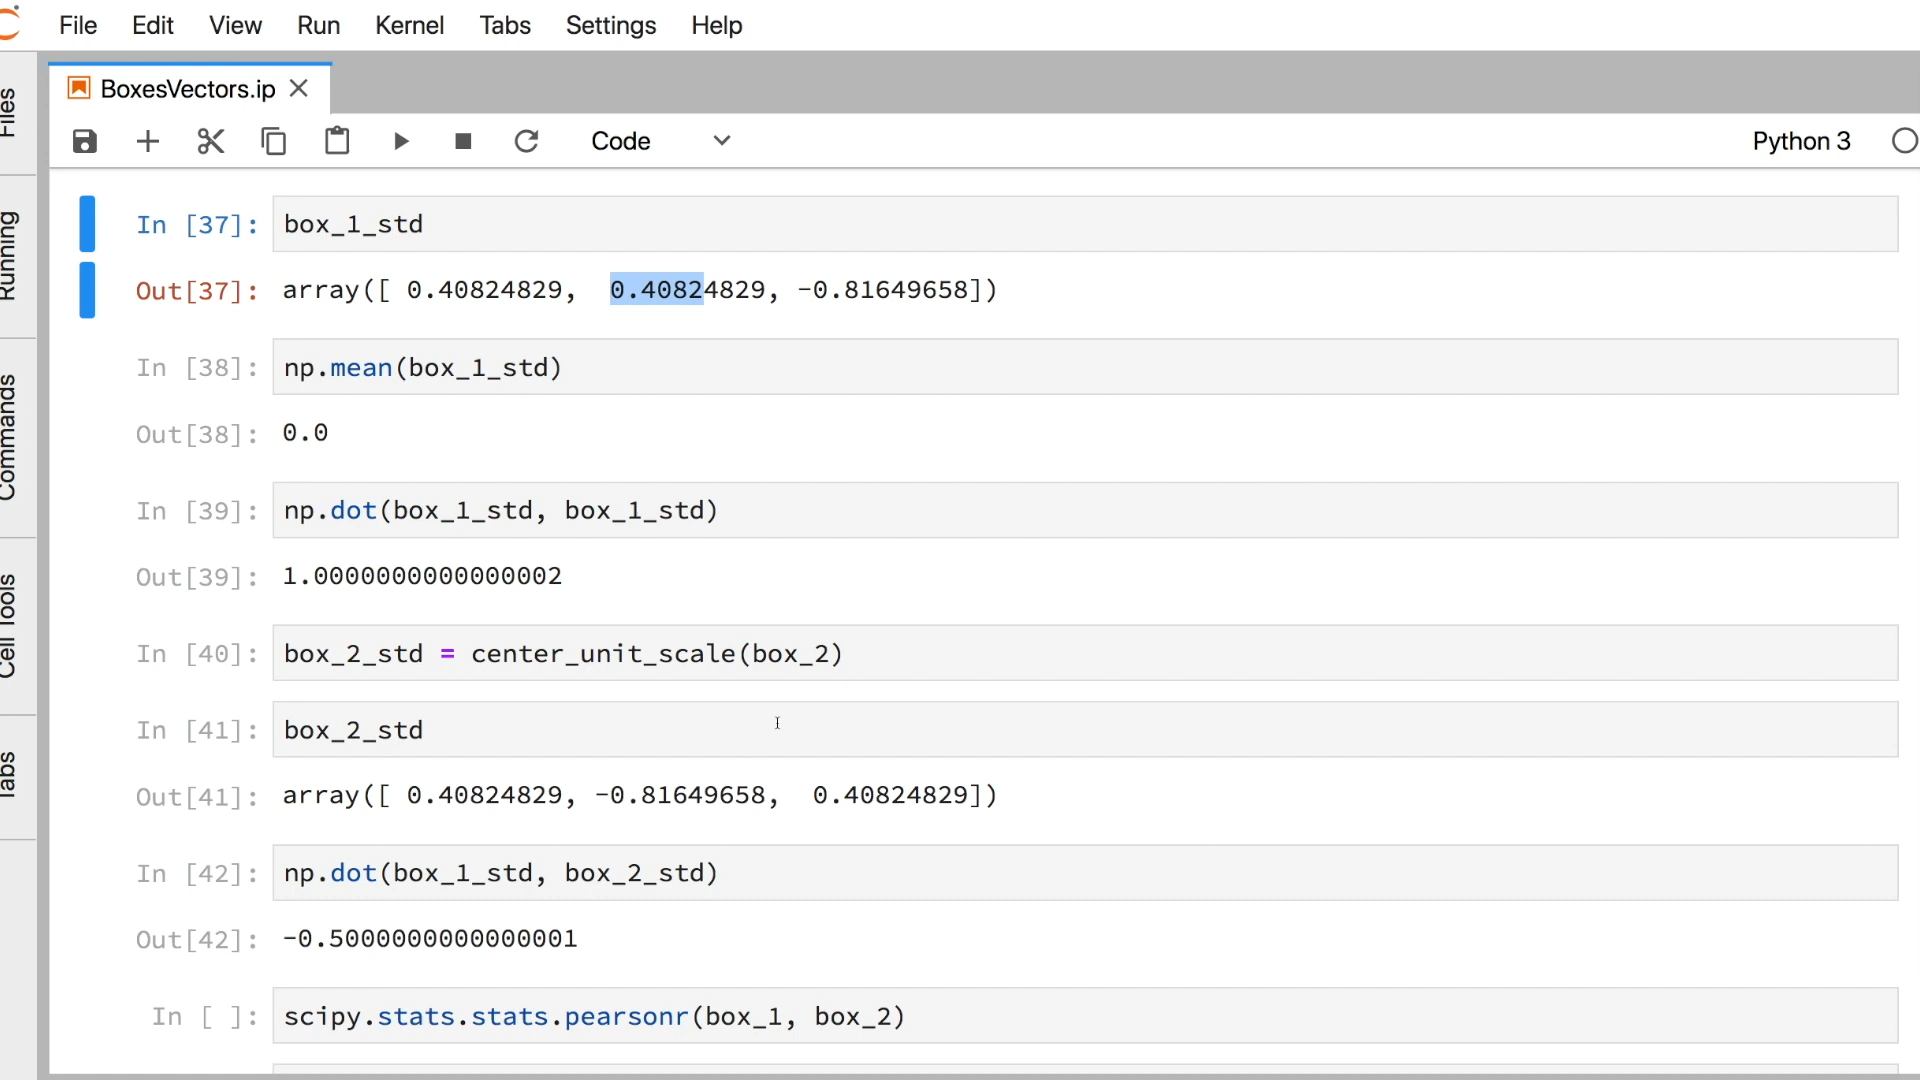 File Edit View Run Kernel Tabs Settings Help
BoxesVectors.ip
Code
Python 3
Files
Running
Commands
Cell Tools
Tabs
In [37]: box_1_std
Out[37]: array([ 0.40824829,  0.40824829, -0.81649658])
In [38]: np.mean(box_1_std)
Out[38]: 0.0
In [39]: np.dot(box_1_std, box_1_std)
Out[39]: 1.0000000000000002
In [40]: box_2_std = center_unit_scale(box_2)
In [41]: box_2_std
Out[41]: array([ 0.40824829, -0.81649658,  0.40824829])
In [42]: np.dot(box_1_std, box_2_std)
Out[42]: -0.5000000000000001
In [ ]: scipy.stats.stats.pearsonr(box_1, box_2)